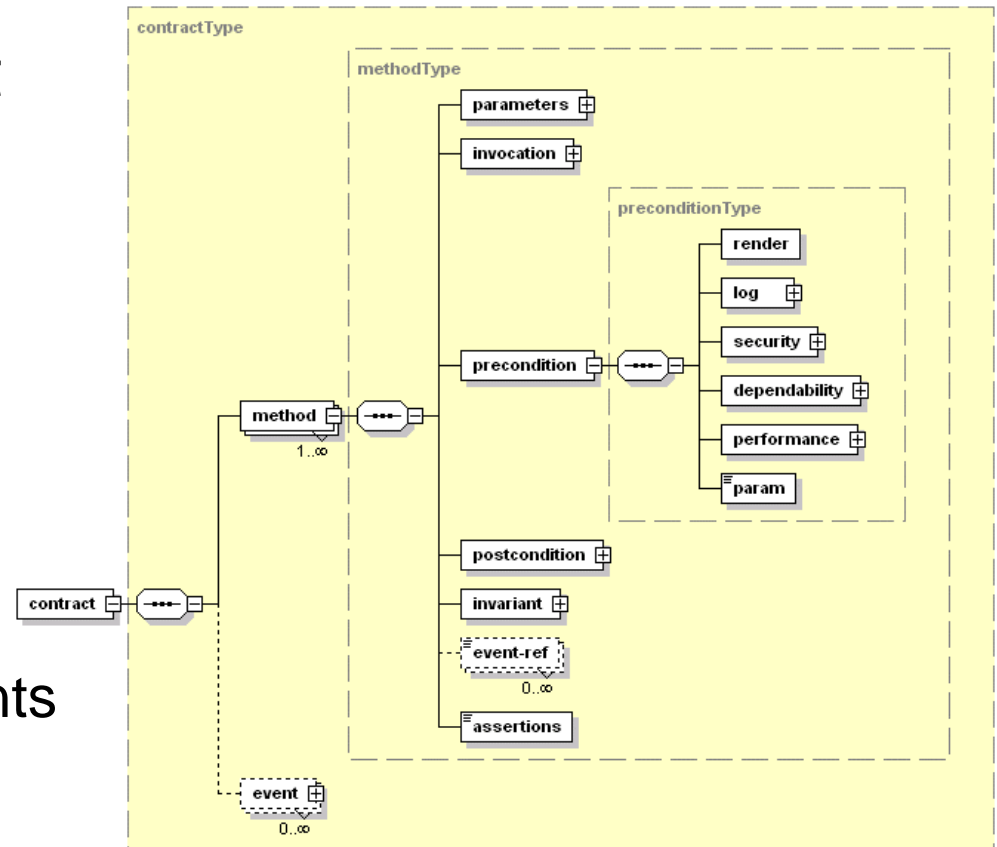 contractType
methodType
parameters
invocation
preconditionType
render
log
security
precondition
dependability
method
performance
1..∞
param
postcondition
contract
invariant
event-ref
0..∞
assertions
event
0..∞